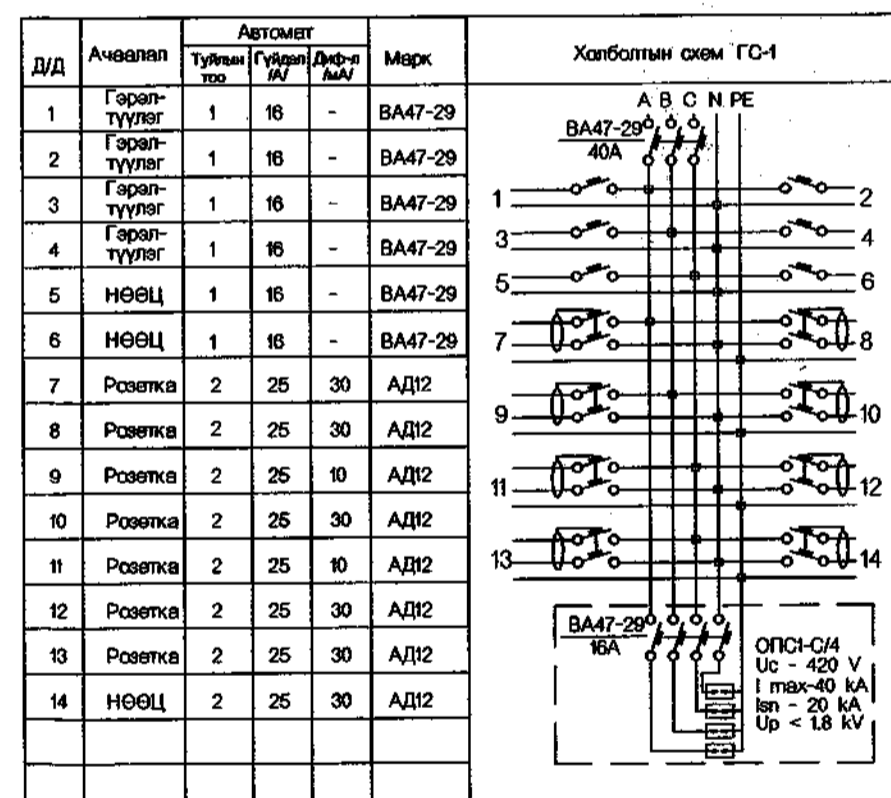 Д/Д Ачаалал Автомат Марк Холболтын схем ГС-1
Туйлын тоо Гүйдэл /А/ Диф-л /мА/
1 Гэрэл-түүлэг 1 16 - ВА47-29
2 Гэрэл-түүлэг 1 16 - ВА47-29
3 Гэрэл-түүлэг 1 16 - ВА47-29
4 Гэрэл-түүлэг 1 16 - ВА47-29
5 НӨӨЦ 1 16 - ВА47-29
6 НӨӨЦ 1 16 - ВА47-29
7 Розетка 2 25 30 АД12
8 Розетка 2 25 30 АД12
9 Розетка 2 25 10 АД12
10 Розетка 2 25 30 АД12
11 Розетка 2 25 10 АД12
12 Розетка 2 25 30 АД12
13 Розетка 2 25 30 АД12
14 НӨӨЦ 2 25 30 АД12
A B C N PE
ВА47-29
40А
1 2
3 4
5 6
7 8
9 10
11 12
13 14
ВА47-29
16А
ОПС1-С/4
Uc - 420 V
I max-40 kA
Isn - 20 kA
Up < 1.8 kV